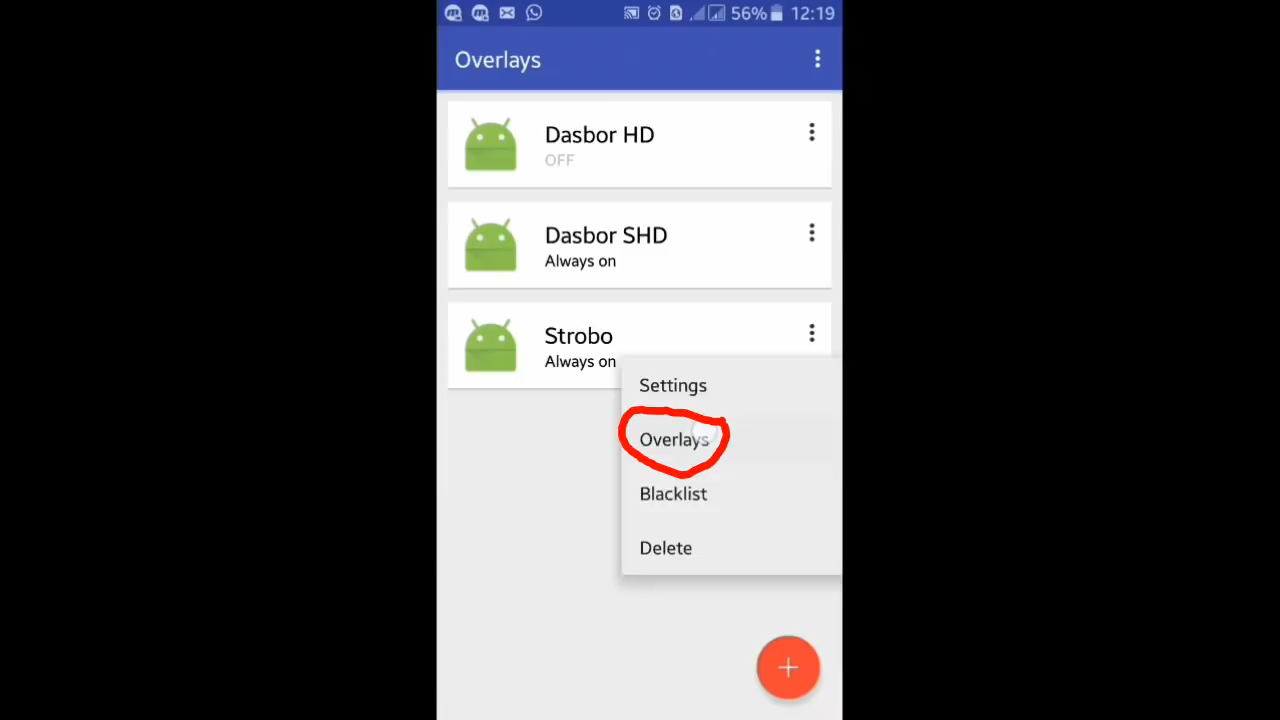 56% 12:19
Overlays
Dasbor HD
OFF
Dasbor SHD
Always on
Strobo
Always on
Settings
Overlays
Blacklist
Delete